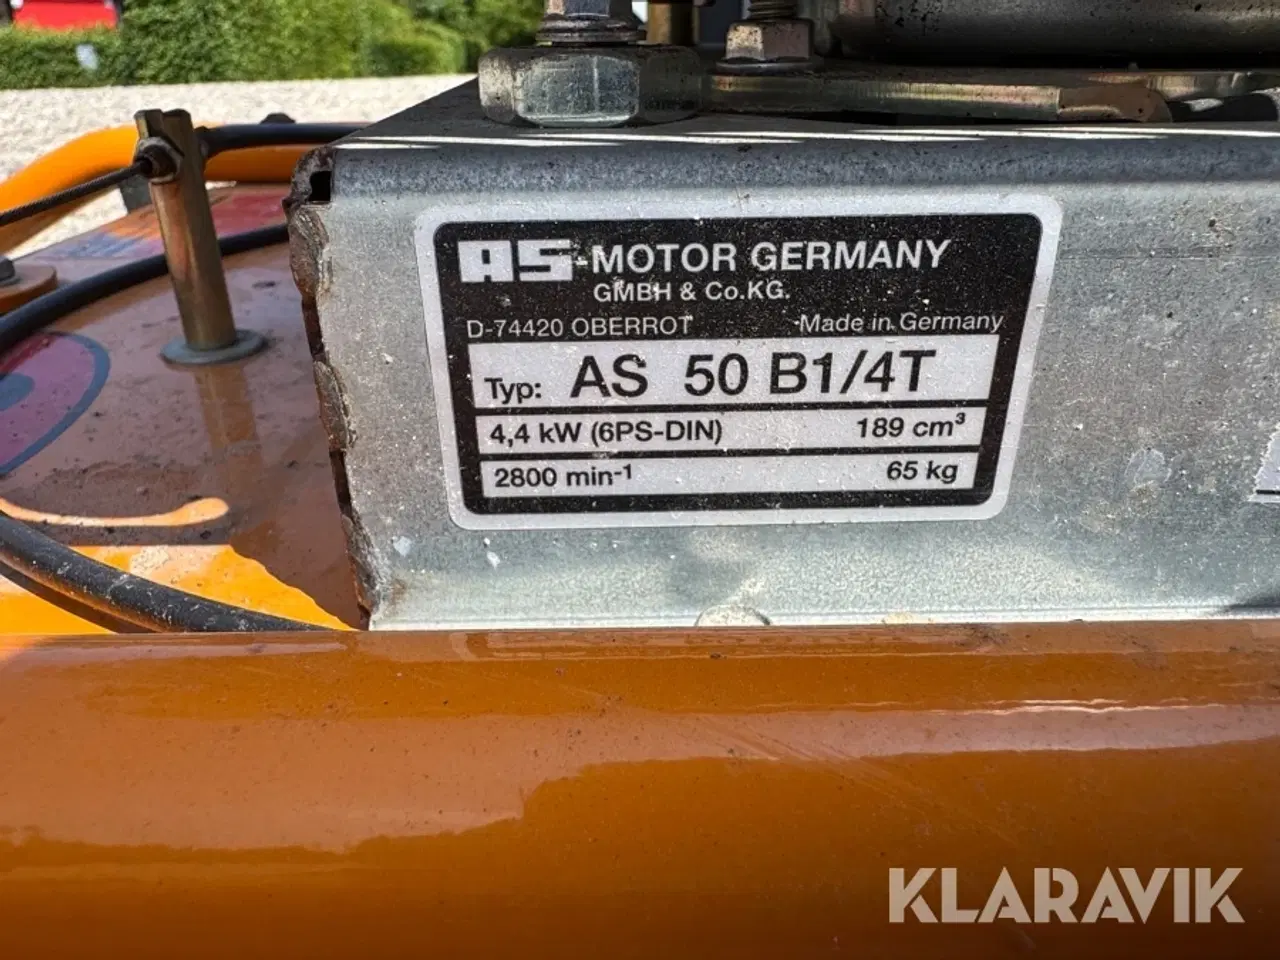 AS-MOTOR GERMANY
GMBH & Co.KG.
D-74420 OBERROT Made in Germany
Typ: AS 50 B1/4T
4,4 kW (6PS-DIN) 189 cm³
2800 min-1 65 kg
KLARAVIK